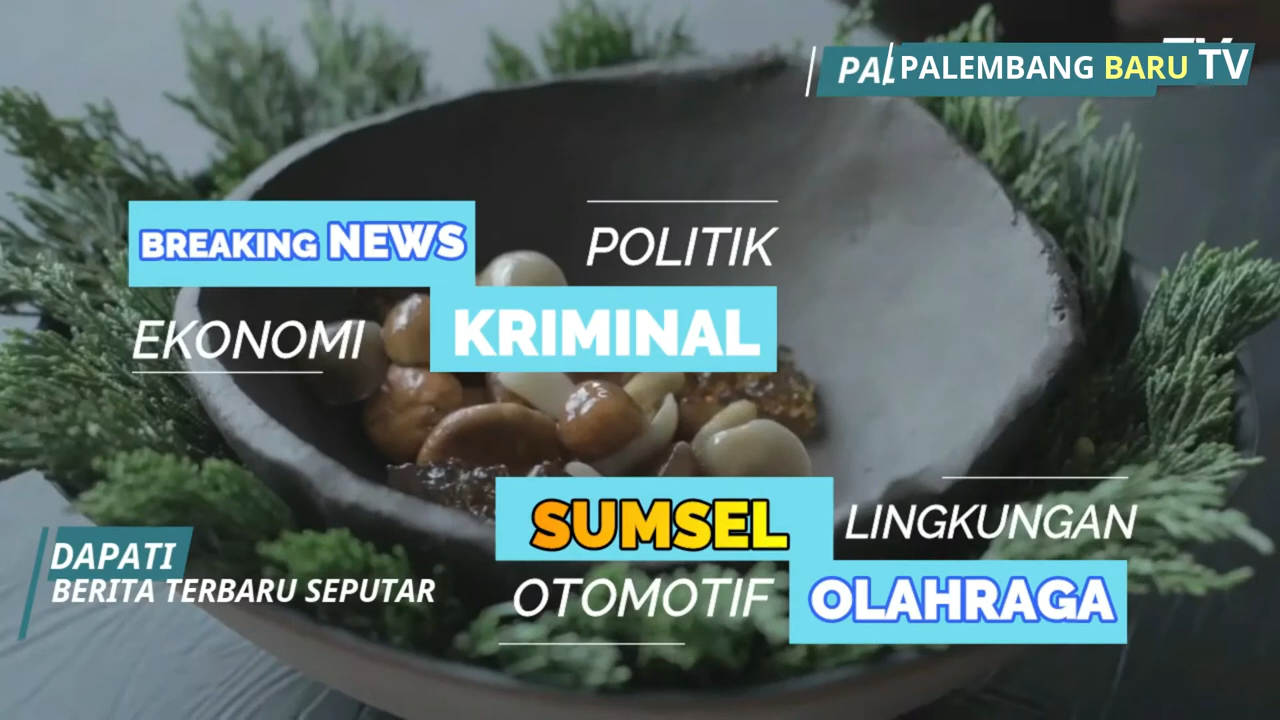 PALEMBANG BARU TV
BREAKING NEWS
POLITIK
EKONOMI
KRIMINAL
SUMSEL
LINGKUNGAN
OTOMOTIF
OLAHRAGA
DAPATI
BERITA TERBARU SEPUTAR